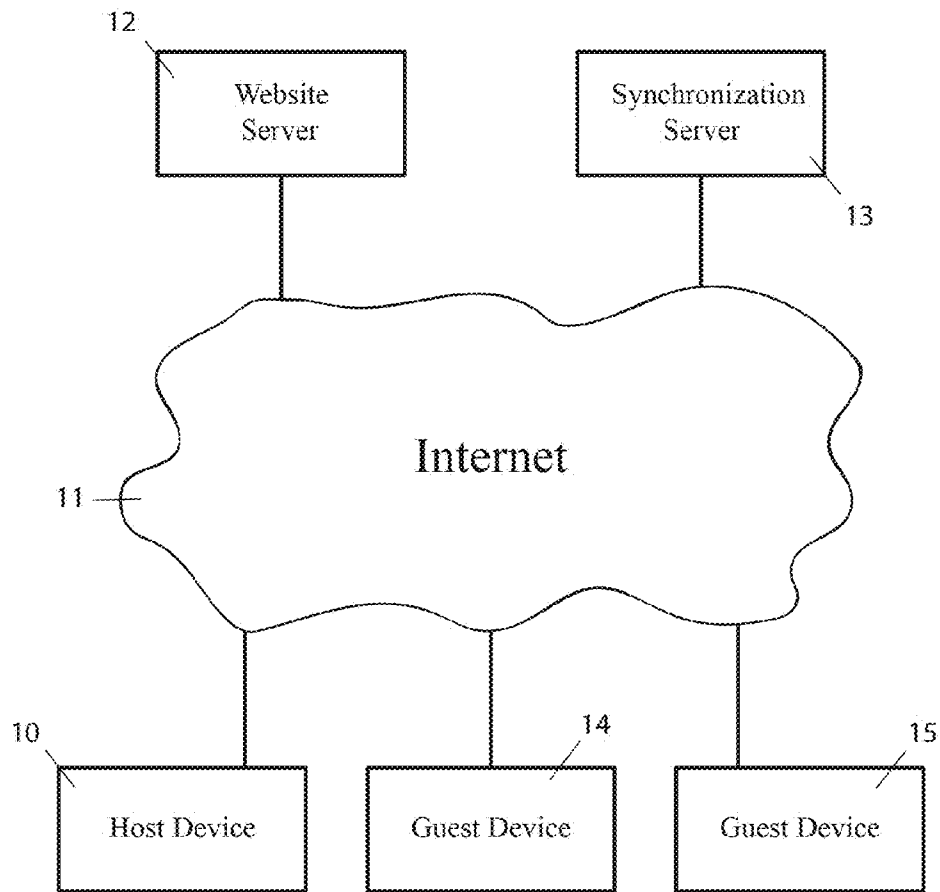 12
Website
Server
Synchronization
Server
13
Internet
11
10
Host Device
14
Guest Device
15
Guest Device